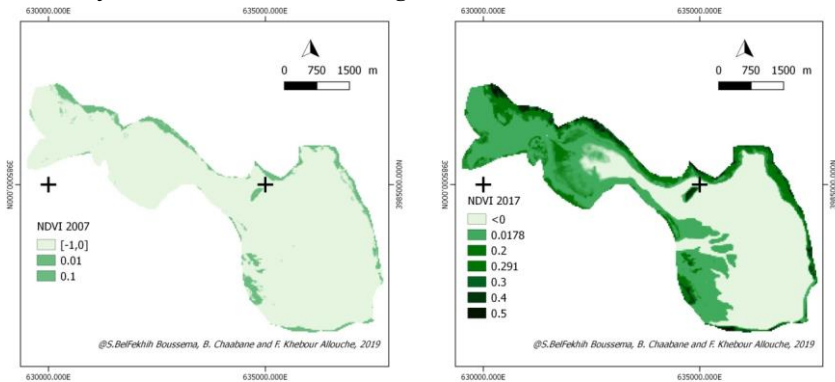 630000.000E 635000.000E
0 750 1500 m
3985000.000N
NDVI 2007
[-1,0]
0.01
0.1
@S.BelFekhih Boussema, B. Chaabane and F. Khebour Allouche, 2019
630000.000E 635000.000E
630000.000E 635000.000E
0 750 1500 m
3985000.000N
3985000.000N
NDVI 2017
<0
0.0178
0.2
0.291
0.3
0.4
0.5
@S.BelFekhih Boussema, B. Chaabane and F. Khebour Allouche, 2019
630000.000E 635000.000E